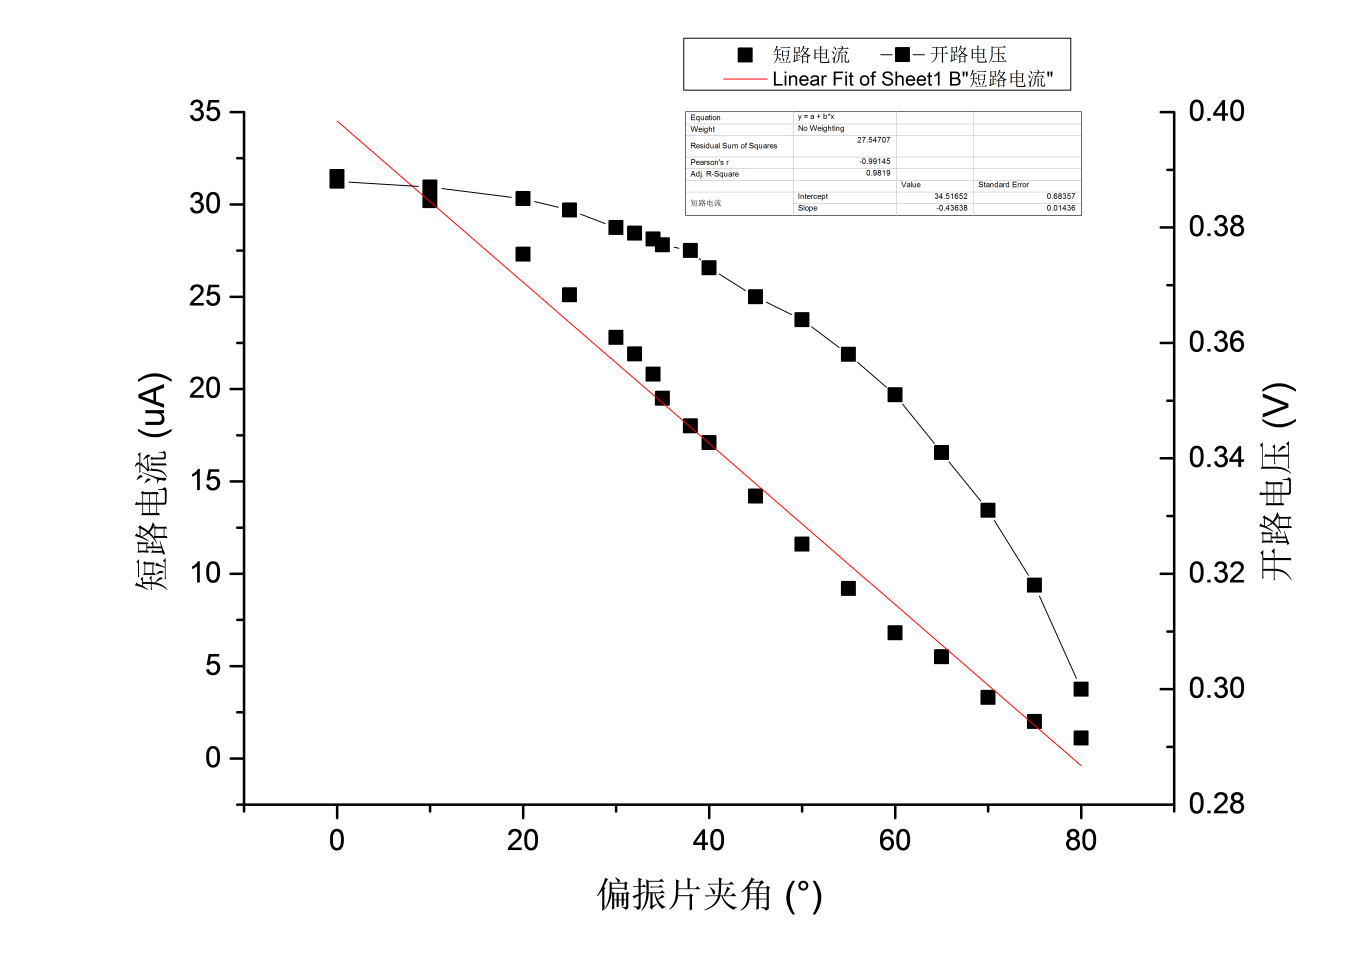 短路电流 开路电压
Linear Fit of Sheet1 B"短路电流"
Equation y = a + b*x
Weight No Weighting
Residual Sum of Squares 27.54707
Pearson's r -0.99145
Adj. R-Square 0.9819
Value Standard Error
短路电流 Intercept 34.51652 0.68357
Slope -0.43638 0.01436
35
30
25
20
15
10
5
0
短路电流 (uA)
0.40
0.38
0.36
0.34
0.32
0.30
0.28
开路电压 (V)
0 20 40 60 80
偏振片夹角 (°)